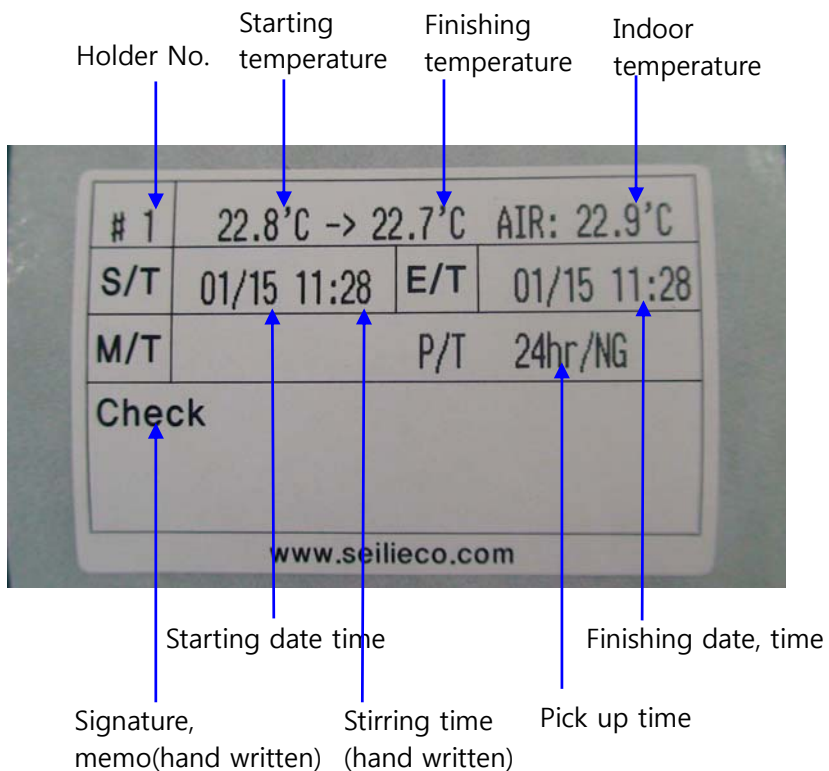 Holder No.
Starting temperature
Finishing temperature
Indoor temperature
# 1 22.8'C -> 22.7'C AIR: 22.9'C
S/T 01/15 11:28 E/T 01/15 11:28
M/T P/T 24hr/NG
Check
www.seilieco.com
Starting date time
Finishing date, time
Signature, memo(hand written)
Stirring time (hand written)
Pick up time